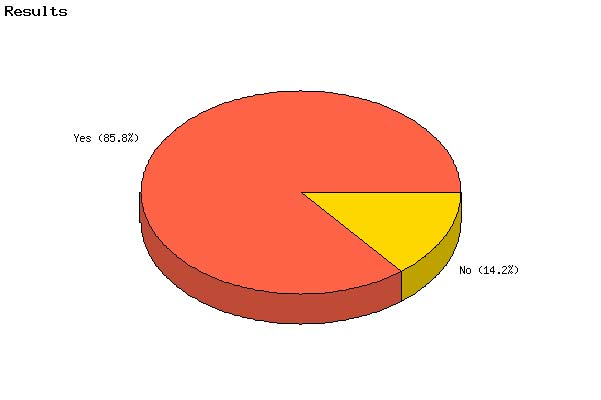 Results
Yes (85.8%)
No (14.2%)